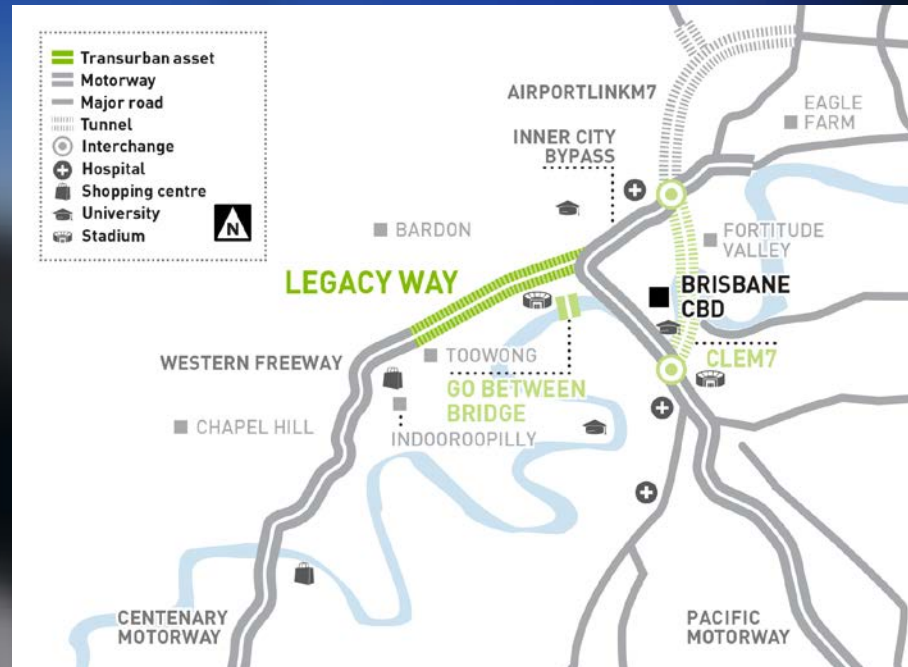 Transurban asset
Motorway
Major road
Tunnel
Interchange
Hospital
Shopping centre
University
Stadium
N
AIRPORTLINKM7
EAGLE
FARM
INNER CITY
BYPASS
BARDON
FORTITUDE
VALLEY
LEGACY WAY
BRISBANE
CBD
WESTERN FREEWAY
TOOWONG
CLEM7
GO BETWEEN
BRIDGE
CHAPEL HILL
INDOOROOPILLY
CENTENARY
MOTORWAY
PACIFIC
MOTORWAY